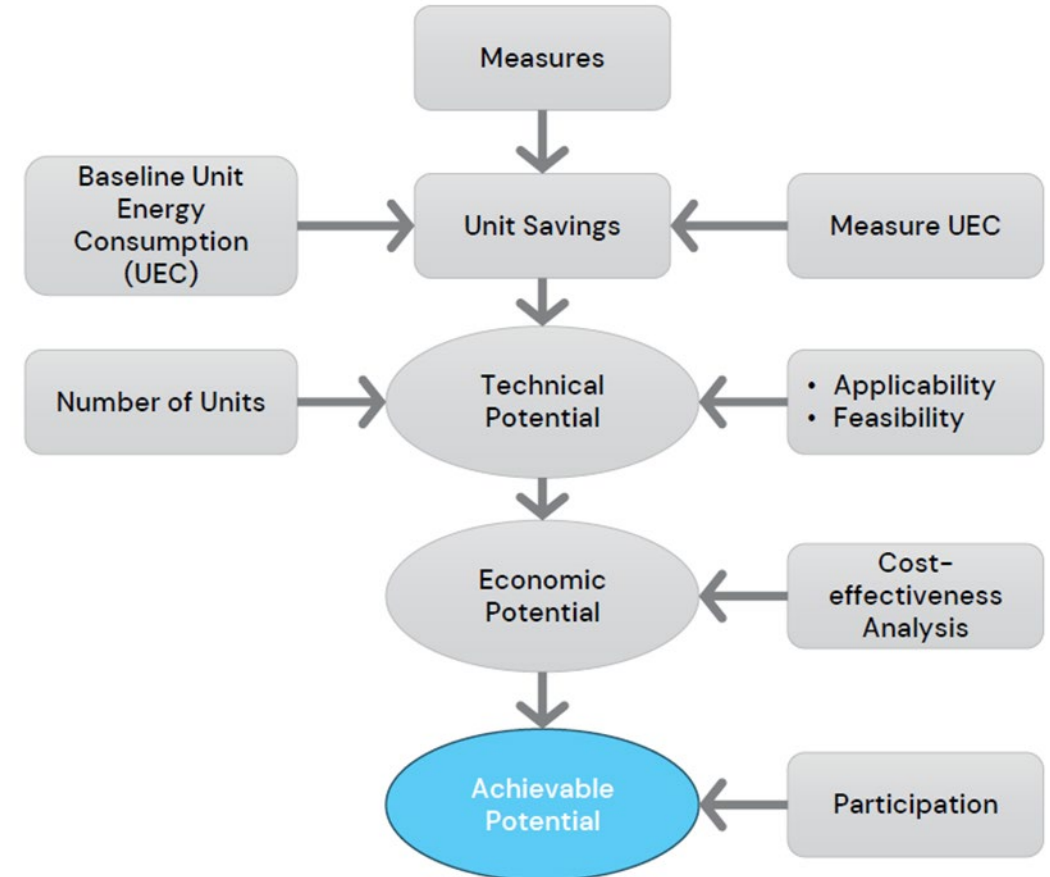 Measures
Baseline Unit
Energy
Consumption
(UEC)
Unit Savings
Measure UEC
Number of Units
Technical
Potential
• Applicability
• Feasibility
Economic
Potential
Cost-
effectiveness
Analysis
Achievable
Potential
Participation